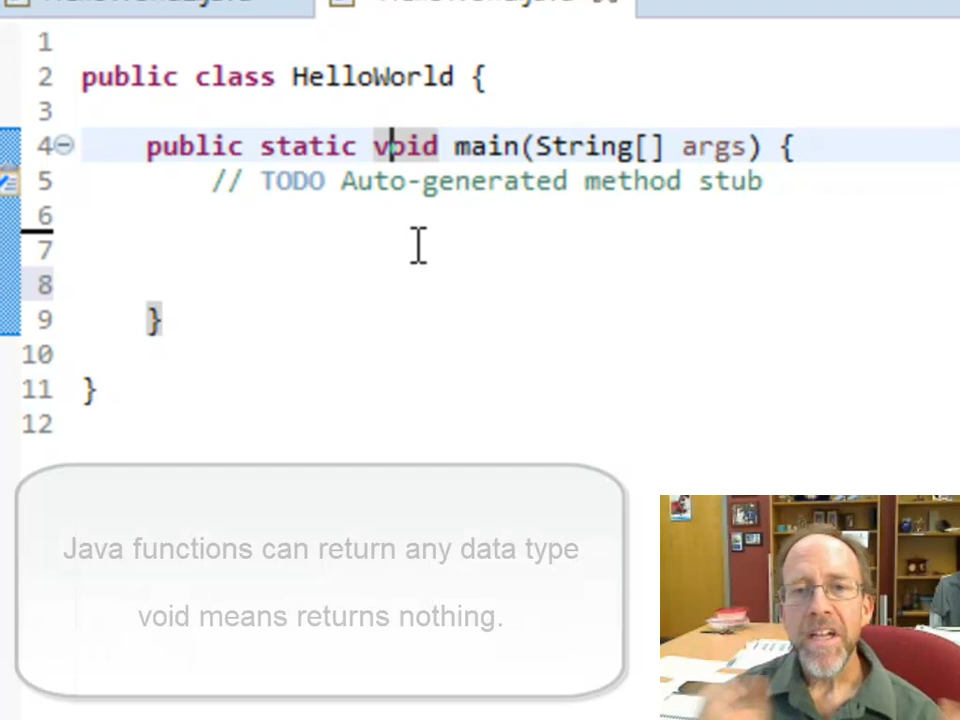 1
2 public class HelloWorld {
3
4 public static void main(String[] args) {
5 // TODO Auto-generated method stub
6
7
8
9 }
10
11 }
12
Java functions can return any data type
void means returns nothing.